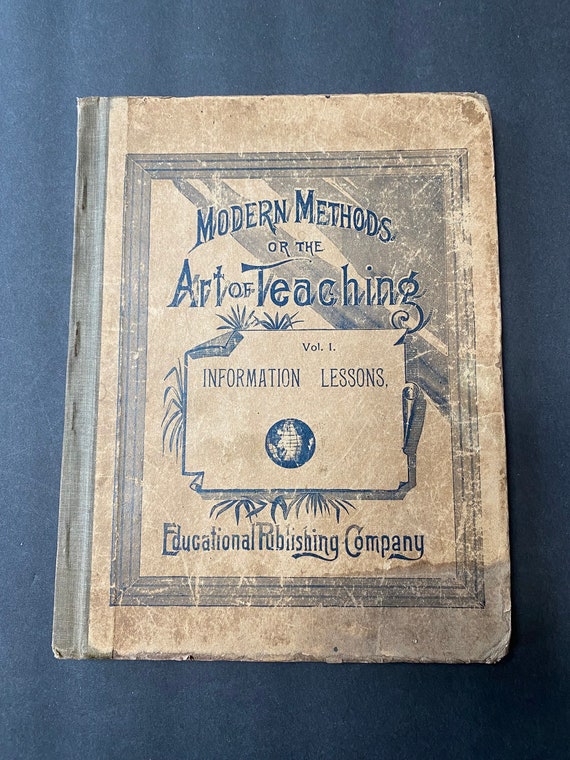 MODERN METHODS.
OR THE
Art OF Teaching
Vol. I.
INFORMATION LESSONS.
Educational Publishing Company